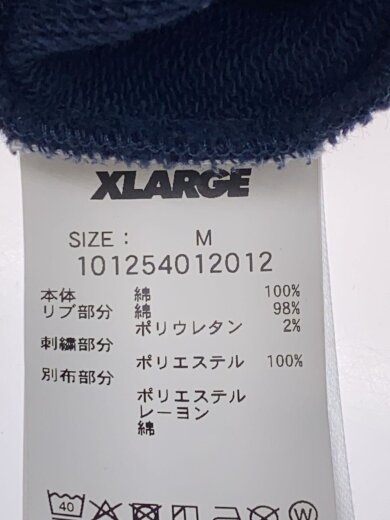 XLARGE
SIZE : M
101254012012
本体 綿 100%
リブ部分 綿 98%
ポリウレタン 2%
刺繍部分 ポリエステル 100%
別布部分 ポリエステル
レーヨン
綿
40 W